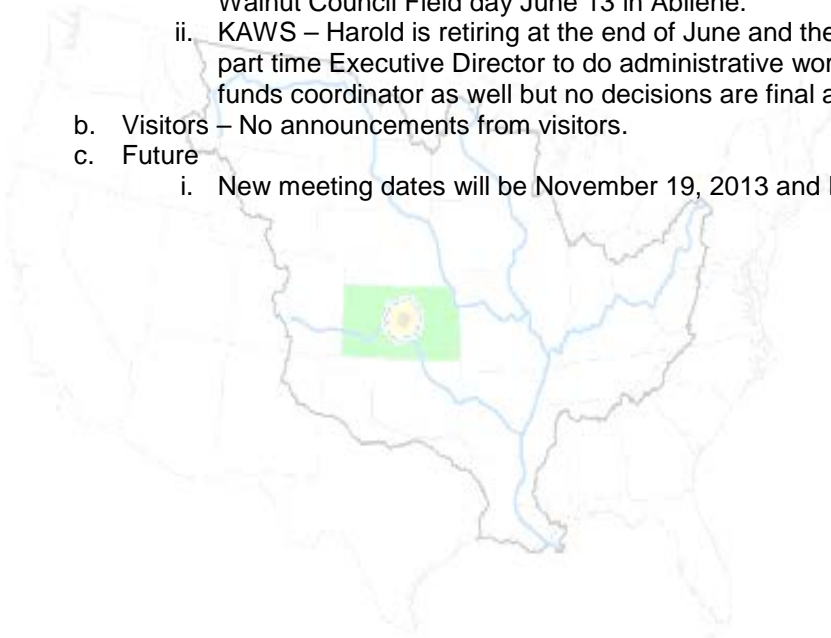 Walnut Council Field day June 13 in Abilene.
ii. KAWS – Harold is retiring at the end of June and the
part time Executive Director to do administrative wor
funds coordinator as well but no decisions are final a
b. Visitors – No announcements from visitors.
c. Future
i. New meeting dates will be November 19, 2013 and